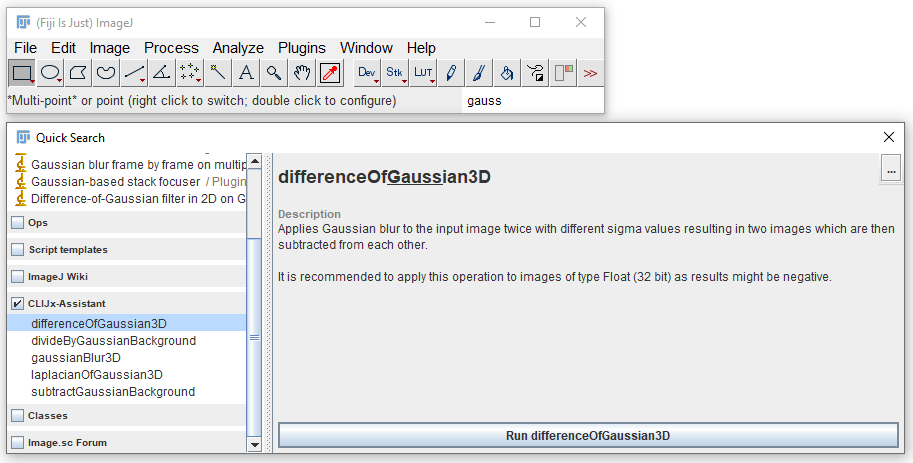 (Fiji Is Just) ImageJ
File Edit Image Process Analyze Plugins Window Help
Dev Stk LUT >>
*Multi-point* or point (right click to switch; double click to configure)
gauss
Quick Search
Gaussian blur frame by frame on multip
Gaussian-based stack focuser / Plugin
Difference-of-Gaussian filter in 2D on G
Ops
Script templates
ImageJ Wiki
CLIJx-Assistant
differenceOfGaussian3D
divideByGaussianBackground
gaussianBlur3D
laplacianOfGaussian3D
subtractGaussianBackground
Classes
Image.sc Forum
differenceOfGaussian3D
...
Description
Applies Gaussian blur to the input image twice with different sigma values resulting in two images which are then
subtracted from each other.
It is recommended to apply this operation to images of type Float (32 bit) as results might be negative.
Run differenceOfGaussian3D